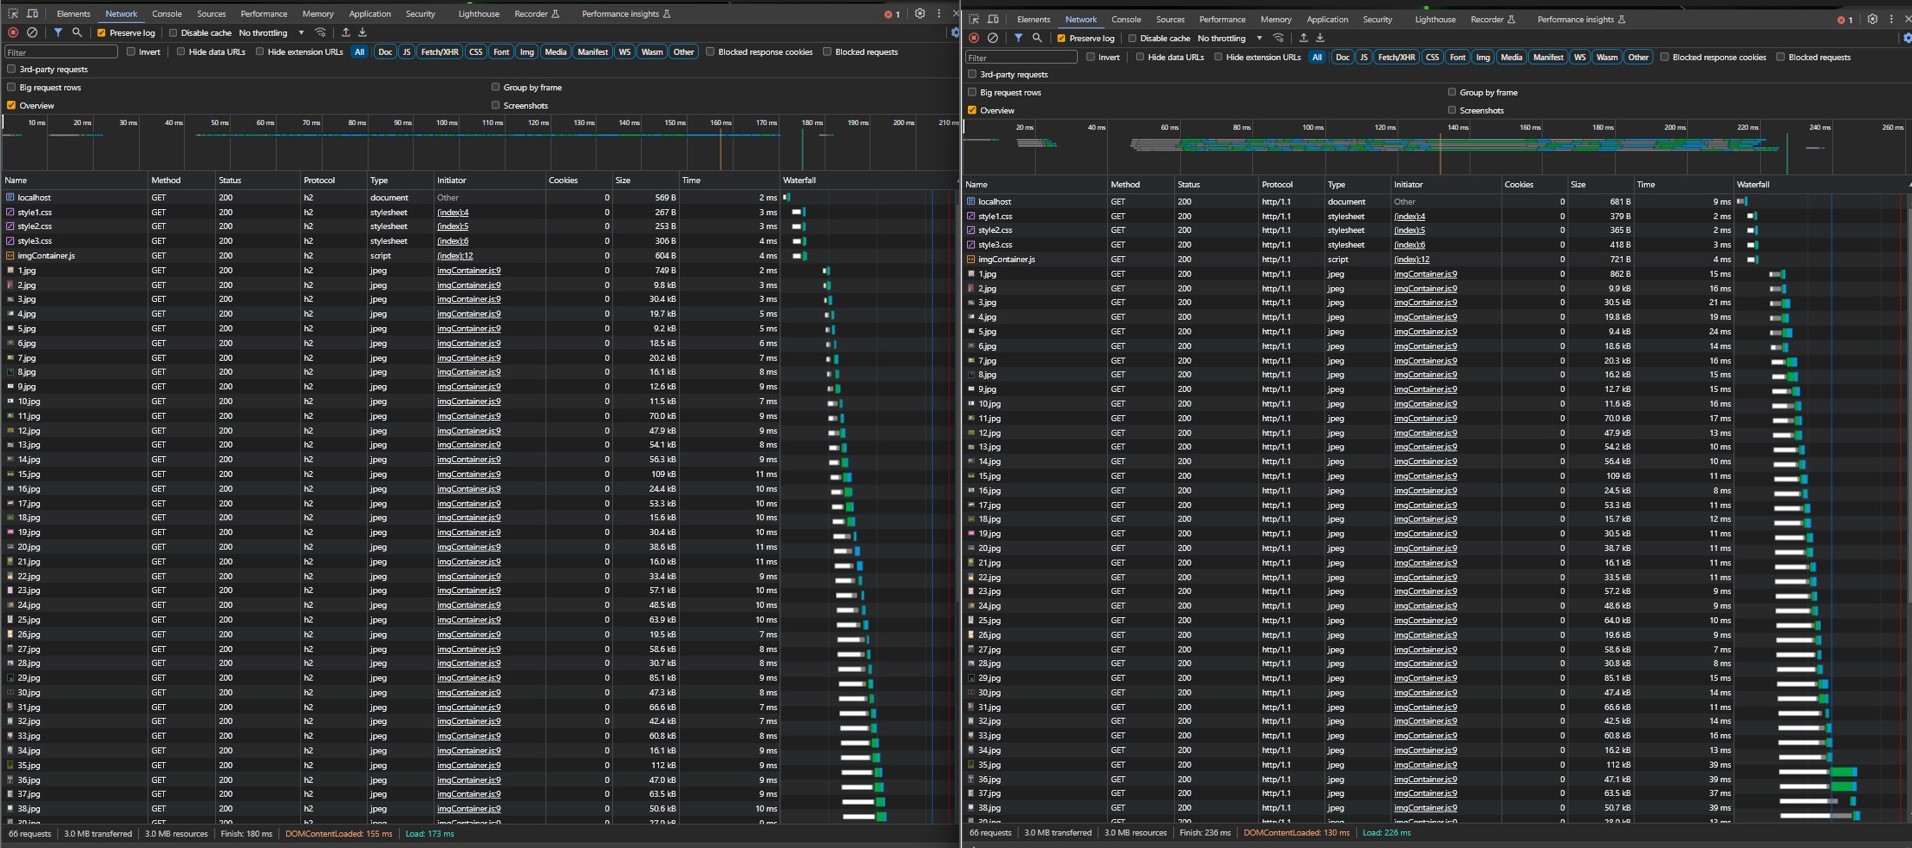 Elements Network Console Sources Performance Memory Application Security Lighthouse Recorder Performance insights 1
Preserve log Disable cache No throttling
Filter Invert Hide data URLs Hide extension URLs All Doc JS Fetch/XHR CSS Font Img Media Manifest WS Wasm Other Blocked response cookies Blocked requests
3rd-party requests
Big request rows Group by frame
Overview Screenshots
10 ms 20 ms 30 ms 40 ms 50 ms 60 ms 70 ms 80 ms 90 ms 100 ms 110 ms 120 ms 130 ms 140 ms 150 ms 160 ms 170 ms 180 ms 190 ms 200 ms
Name Method Status Protocol Type Initiator Cookies Size Time Waterfall
localhost GET 200 h2 document Other 0 569 B 2 ms
style1.css GET 200 h2 stylesheet (index):4 0 267 B 3 ms
style2.css GET 200 h2 stylesheet (index):5 0 253 B 3 ms
style3.css GET 200 h2 stylesheet (index):6 0 306 B 4 ms
imgContainer.js GET 200 h2 script (index):12 0 604 B 4 ms
1.jpg GET 200 h2 jpeg imgContainer.js:9 0 749 B 2 ms
2.jpg GET 200 h2 jpeg imgContainer.js:9 0 9.8 kB 3 ms
3.jpg GET 200 h2 jpeg imgContainer.js:9 0 30.4 kB 3 ms
4.jpg GET 200 h2 jpeg imgContainer.js:9 0 19.7 kB 5 ms
5.jpg GET 200 h2 jpeg imgContainer.js:9 0 9.2 kB 5 ms
6.jpg GET 200 h2 jpeg imgContainer.js:9 0 18.5 kB 6 ms
7.jpg GET 200 h2 jpeg imgContainer.js:9 0 20.2 kB 7 ms
8.jpg GET 200 h2 jpeg imgContainer.js:9 0 16.1 kB 8 ms
9.jpg GET 200 h2 jpeg imgContainer.js:9 0 12.6 kB 9 ms
10.jpg GET 200 h2 jpeg imgContainer.js:9 0 11.5 kB 7 ms
11.jpg GET 200 h2 jpeg imgContainer.js:9 0 70.0 kB 9 ms
12.jpg GET 200 h2 jpeg imgContainer.js:9 0 47.9 kB 9 ms
13.jpg GET 200 h2 jpeg imgContainer.js:9 0 54.1 kB 8 ms
14.jpg GET 200 h2 jpeg imgContainer.js:9 0 56.3 kB 9 ms
15.jpg GET 200 h2 jpeg imgContainer.js:9 0 109 kB 11 ms
16.jpg GET 200 h2 jpeg imgContainer.js:9 0 24.4 kB 10 ms
17.jpg GET 200 h2 jpeg imgContainer.js:9 0 53.3 kB 10 ms
18.jpg GET 200 h2 jpeg imgContainer.js:9 0 15.6 kB 10 ms
19.jpg GET 200 h2 jpeg imgContainer.js:9 0 30.4 kB 10 ms
20.jpg GET 200 h2 jpeg imgContainer.js:9 0 38.6 kB 11 ms
21.jpg GET 200 h2 jpeg imgContainer.js:9 0 16.0 kB 11 ms
22.jpg GET 200 h2 jpeg imgContainer.js:9 0 33.4 kB 9 ms
23.jpg GET 200 h2 jpeg imgContainer.js:9 0 57.1 kB 10 ms
24.jpg GET 200 h2 jpeg imgContainer.js:9 0 48.5 kB 10 ms
25.jpg GET 200 h2 jpeg imgContainer.js:9 0 63.9 kB 10 ms
26.jpg GET 200 h2 jpeg imgContainer.js:9 0 19.5 kB 7 ms
27.jpg GET 200 h2 jpeg imgContainer.js:9 0 58.6 kB 8 ms
28.jpg GET 200 h2 jpeg imgContainer.js:9 0 30.7 kB 8 ms
29.jpg GET 200 h2 jpeg imgContainer.js:9 0 85.1 kB 9 ms
30.jpg GET 200 h2 jpeg imgContainer.js:9 0 47.3 kB 8 ms
31.jpg GET 200 h2 jpeg imgContainer.js:9 0 66.6 kB 7 ms
32.jpg GET 200 h2 jpeg imgContainer.js:9 0 42.4 kB 7 ms
33.jpg GET 200 h2 jpeg imgContainer.js:9 0 60.8 kB 8 ms
34.jpg GET 200 h2 jpeg imgContainer.js:9 0 16.1 kB 9 ms
35.jpg GET 200 h2 jpeg imgContainer.js:9 0 112 kB 9 ms
36.jpg GET 200 h2 jpeg imgContainer.js:9 0 47.0 kB 9 ms
37.jpg GET 200 h2 jpeg imgContainer.js:9 0 63.5 kB 9 ms
38.jpg GET 200 h2 jpeg imgContainer.js:9 0 50.6 kB 10 ms
66 requests 3.0 MB transferred 3.0 MB resources Finish: 180 ms DOMContentLoaded: 155 ms Load: 173 ms
Elements Network Console Sources Performance Memory Application Security Lighthouse Recorder Performance insights 1
Preserve log Disable cache No throttling
Filter Invert Hide data URLs Hide extension URLs All Doc JS Fetch/XHR CSS Font Img Media Manifest WS Wasm Other Blocked response cookies Blocked requests
3rd-party requests
Big request rows Group by frame
Overview Screenshots
20 ms 40 ms 60 ms 80 ms 100 ms 120 ms 140 ms 160 ms 180 ms 200 ms 220 ms 240 ms 260 ms
Name Method Status Protocol Type Initiator Cookies Size Time Waterfall
localhost GET 200 http/1.1 document Other 0 681 B 9 ms
style1.css GET 200 http/1.1 stylesheet (index):4 0 379 B 2 ms
style2.css GET 200 http/1.1 stylesheet (index):5 0 365 B 2 ms
style3.css GET 200 http/1.1 stylesheet (index):6 0 418 B 3 ms
imgContainer.js GET 200 http/1.1 script (index):12 0 721 B 4 ms
1.jpg GET 200 http/1.1 jpeg imgContainer.js:9 0 862 B 15 ms
2.jpg GET 200 http/1.1 jpeg imgContainer.js:9 0 9.9 kB 16 ms
3.jpg GET 200 http/1.1 jpeg imgContainer.js:9 0 30.5 kB 21 ms
4.jpg GET 200 http/1.1 jpeg imgContainer.js:9 0 19.8 kB 19 ms
5.jpg GET 200 http/1.1 jpeg imgContainer.js:9 0 9.4 kB 24 ms
6.jpg GET 200 http/1.1 jpeg imgContainer.js:9 0 18.6 kB 14 ms
7.jpg GET 200 http/1.1 jpeg imgContainer.js:9 0 20.3 kB 16 ms
8.jpg GET 200 http/1.1 jpeg imgContainer.js:9 0 16.2 kB 15 ms
9.jpg GET 200 http/1.1 jpeg imgContainer.js:9 0 12.7 kB 15 ms
10.jpg GET 200 http/1.1 jpeg imgContainer.js:9 0 11.6 kB 16 ms
11.jpg GET 200 http/1.1 jpeg imgContainer.js:9 0 70.0 kB 17 ms
12.jpg GET 200 http/1.1 jpeg imgContainer.js:9 0 47.9 kB 13 ms
13.jpg GET 200 http/1.1 jpeg imgContainer.js:9 0 54.2 kB 10 ms
14.jpg GET 200 http/1.1 jpeg imgContainer.js:9 0 56.4 kB 10 ms
15.jpg GET 200 http/1.1 jpeg imgContainer.js:9 0 109 kB 11 ms
16.jpg GET 200 http/1.1 jpeg imgContainer.js:9 0 24.5 kB 8 ms
17.jpg GET 200 http/1.1 jpeg imgContainer.js:9 0 53.3 kB 11 ms
18.jpg GET 200 http/1.1 jpeg imgContainer.js:9 0 15.7 kB 12 ms
19.jpg GET 200 http/1.1 jpeg imgContainer.js:9 0 30.5 kB 11 ms
20.jpg GET 200 http/1.1 jpeg imgContainer.js:9 0 38.7 kB 11 ms
21.jpg GET 200 http/1.1 jpeg imgContainer.js:9 0 16.1 kB 11 ms
22.jpg GET 200 http/1.1 jpeg imgContainer.js:9 0 33.5 kB 11 ms
23.jpg GET 200 http/1.1 jpeg imgContainer.js:9 0 57.2 kB 9 ms
24.jpg GET 200 http/1.1 jpeg imgContainer.js:9 0 48.6 kB 9 ms
25.jpg GET 200 http/1.1 jpeg imgContainer.js:9 0 64.0 kB 10 ms
26.jpg GET 200 http/1.1 jpeg imgContainer.js:9 0 19.6 kB 9 ms
27.jpg GET 200 http/1.1 jpeg imgContainer.js:9 0 58.6 kB 7 ms
28.jpg GET 200 http/1.1 jpeg imgContainer.js:9 0 30.8 kB 8 ms
29.jpg GET 200 http/1.1 jpeg imgContainer.js:9 0 85.1 kB 15 ms
30.jpg GET 200 http/1.1 jpeg imgContainer.js:9 0 47.4 kB 14 ms
31.jpg GET 200 http/1.1 jpeg imgContainer.js:9 0 66.6 kB 11 ms
32.jpg GET 200 http/1.1 jpeg imgContainer.js:9 0 42.5 kB 14 ms
33.jpg GET 200 http/1.1 jpeg imgContainer.js:9 0 60.8 kB 16 ms
34.jpg GET 200 http/1.1 jpeg imgContainer.js:9 0 16.2 kB 13 ms
35.jpg GET 200 http/1.1 jpeg imgContainer.js:9 0 112 kB 39 ms
36.jpg GET 200 http/1.1 jpeg imgContainer.js:9 0 47.1 kB 39 ms
37.jpg GET 200 http/1.1 jpeg imgContainer.js:9 0 63.5 kB 37 ms
38.jpg GET 200 http/1.1 jpeg imgContainer.js:9 0 50.7 kB 39 ms
66 requests 3.0 MB transferred 3.0 MB resources Finish: 236 ms DOMContentLoaded: 130 ms Load: 226 ms